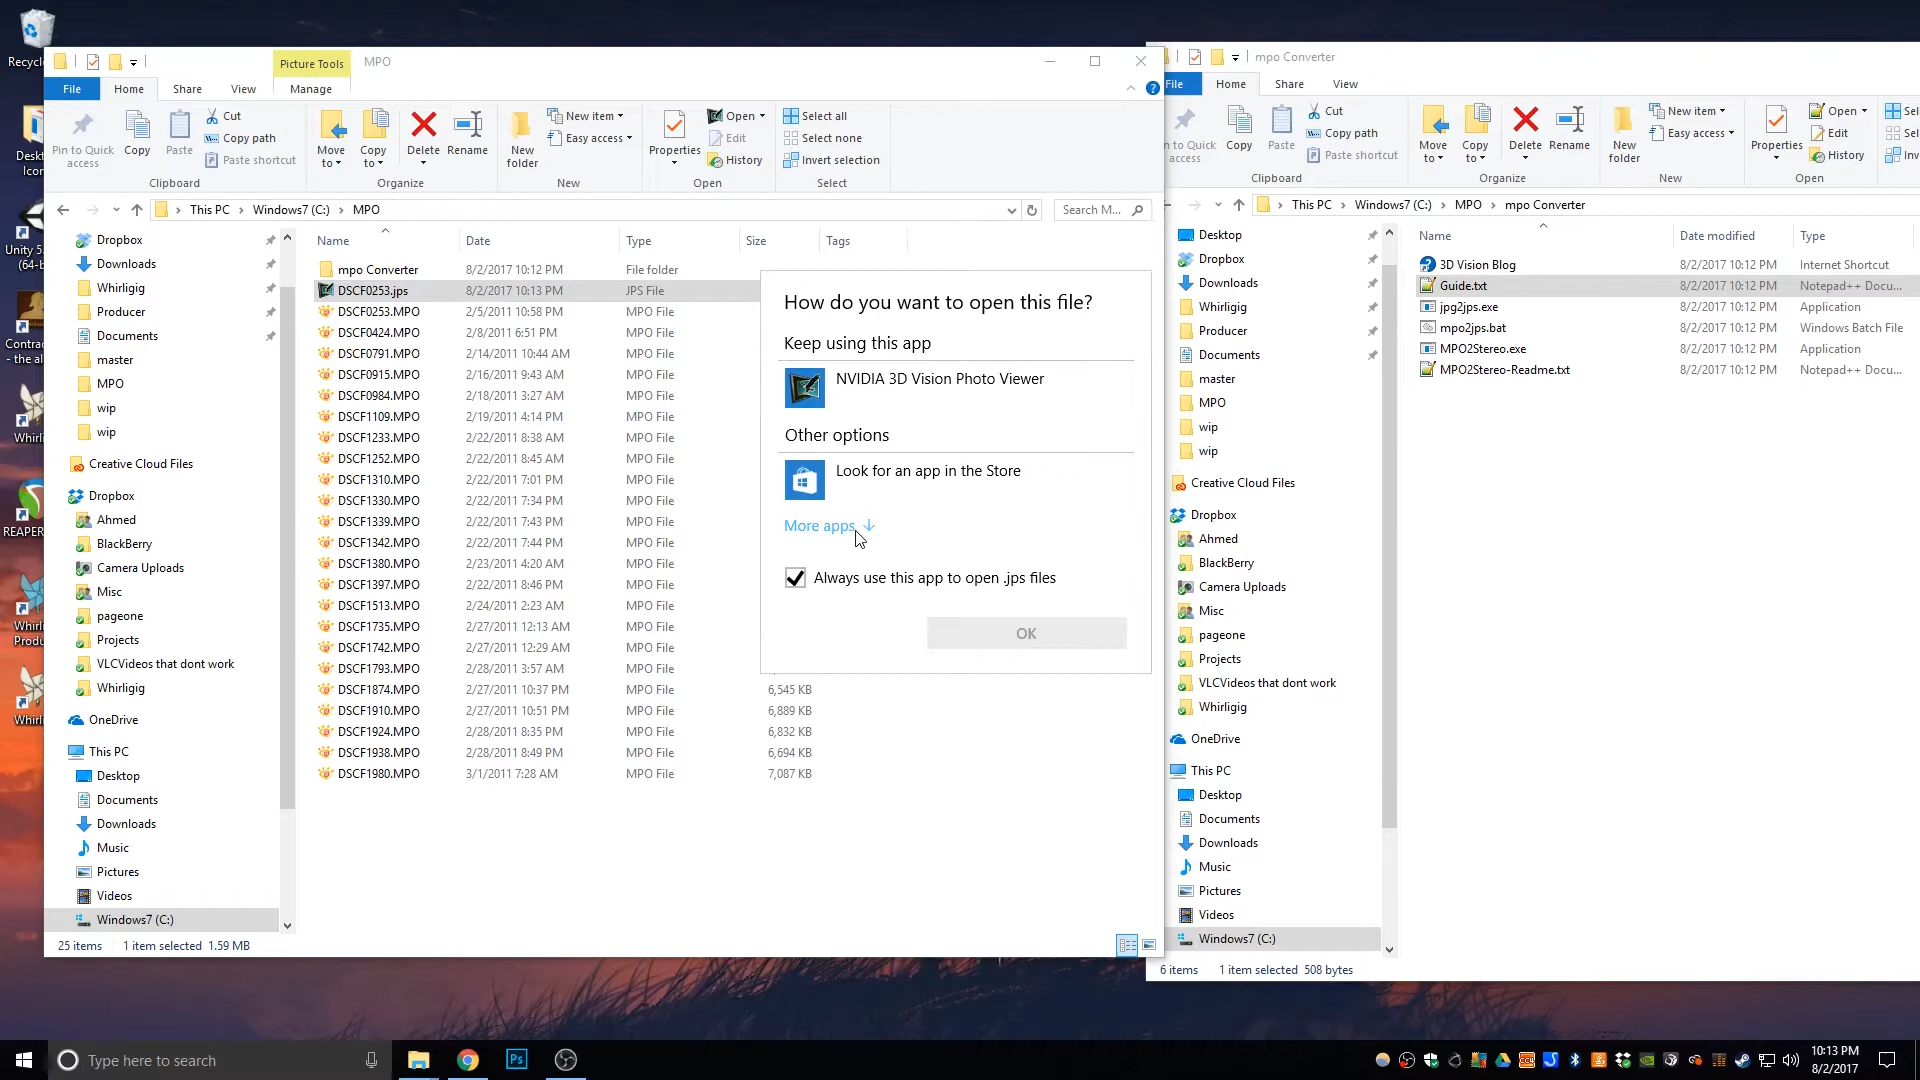 Recycl
Deskt
Icon
Unity 5.
(64-b
Contra
- the al
Whirli
REAPER
Whirli
Produ
Whirli
Picture Tools
MPO
File
Home
Share
View
Manage
Pin to Quick access
Copy
Paste
Cut
Copy path
Paste shortcut
Clipboard
Move to
Copy to
Delete
Rename
Organize
New folder
New item
Easy access
New
Properties
Open
Edit
History
Open
Select all
Select none
Invert selection
Select
This PC > Windows7 (C:) > MPO
Search M...
Dropbox
Downloads
Whirligig
Producer
Documents
master
MPO
wip
wip
Creative Cloud Files
Dropbox
Ahmed
BlackBerry
Camera Uploads
Misc
pageone
Projects
VLCVideos that dont work
Whirligig
OneDrive
This PC
Desktop
Documents
Downloads
Music
Pictures
Videos
Windows7 (C:)
Name Date Type Size Tags
mpo Converter 8/2/2017 10:12 PM File folder
DSCF0253.jps 8/2/2017 10:13 PM JPS File
DSCF0253.MPO 2/5/2011 10:58 PM MPO File
DSCF0424.MPO 2/8/2011 6:51 PM MPO File
DSCF0791.MPO 2/14/2011 10:44 AM MPO File
DSCF0915.MPO 2/16/2011 9:43 AM MPO File
DSCF0984.MPO 2/18/2011 3:27 AM MPO File
DSCF1109.MPO 2/19/2011 4:14 PM MPO File
DSCF1233.MPO 2/22/2011 8:38 AM MPO File
DSCF1252.MPO 2/22/2011 8:45 AM MPO File
DSCF1310.MPO 2/22/2011 7:01 PM MPO File
DSCF1330.MPO 2/22/2011 7:34 PM MPO File
DSCF1339.MPO 2/22/2011 7:43 PM MPO File
DSCF1342.MPO 2/22/2011 7:44 PM MPO File
DSCF1380.MPO 2/23/2011 4:20 AM MPO File
DSCF1397.MPO 2/22/2011 8:46 PM MPO File
DSCF1513.MPO 2/24/2011 2:23 AM MPO File
DSCF1735.MPO 2/27/2011 12:13 AM MPO File
DSCF1742.MPO 2/27/2011 12:29 AM MPO File
DSCF1793.MPO 2/28/2011 3:57 AM MPO File
DSCF1874.MPO 2/27/2011 10:37 PM MPO File 6,545 KB
DSCF1910.MPO 2/27/2011 10:51 PM MPO File 6,889 KB
DSCF1924.MPO 2/28/2011 8:35 PM MPO File 6,832 KB
DSCF1938.MPO 2/28/2011 8:49 PM MPO File 6,694 KB
DSCF1980.MPO 3/1/2011 7:28 AM MPO File 7,087 KB
25 items 1 item selected 1.59 MB
How do you want to open this file?
Keep using this app
NVIDIA 3D Vision Photo Viewer
Other options
Look for an app in the Store
More apps ↓
Always use this app to open .jps files
OK
mpo Converter
File
Home
Share
View
n to Quick access
Copy
Paste
Cut
Copy path
Paste shortcut
Clipboard
Move to
Copy to
Delete
Rename
Organize
New folder
New item
Easy access
New
Properties
Open
Edit
History
Open
Sel
Sel
Inv
This PC > Windows7 (C:) > MPO > mpo Converter
Desktop
Dropbox
Downloads
Whirligig
Producer
Documents
master
MPO
wip
wip
Creative Cloud Files
Dropbox
Ahmed
BlackBerry
Camera Uploads
Misc
pageone
Projects
VLCVideos that dont work
Whirligig
OneDrive
This PC
Desktop
Documents
Downloads
Music
Pictures
Videos
Windows7 (C:)
Name Date modified Type
3D Vision Blog 8/2/2017 10:12 PM Internet Shortcut
Guide.txt 8/2/2017 10:12 PM Notepad++ Docu...
jpg2jps.exe 8/2/2017 10:12 PM Application
mpo2jps.bat 8/2/2017 10:12 PM Windows Batch File
MPO2Stereo.exe 8/2/2017 10:12 PM Application
MPO2Stereo-Readme.txt 8/2/2017 10:12 PM Notepad++ Docu...
6 items 1 item selected 508 bytes
Type here to search
Ps
10:13 PM
8/2/2017